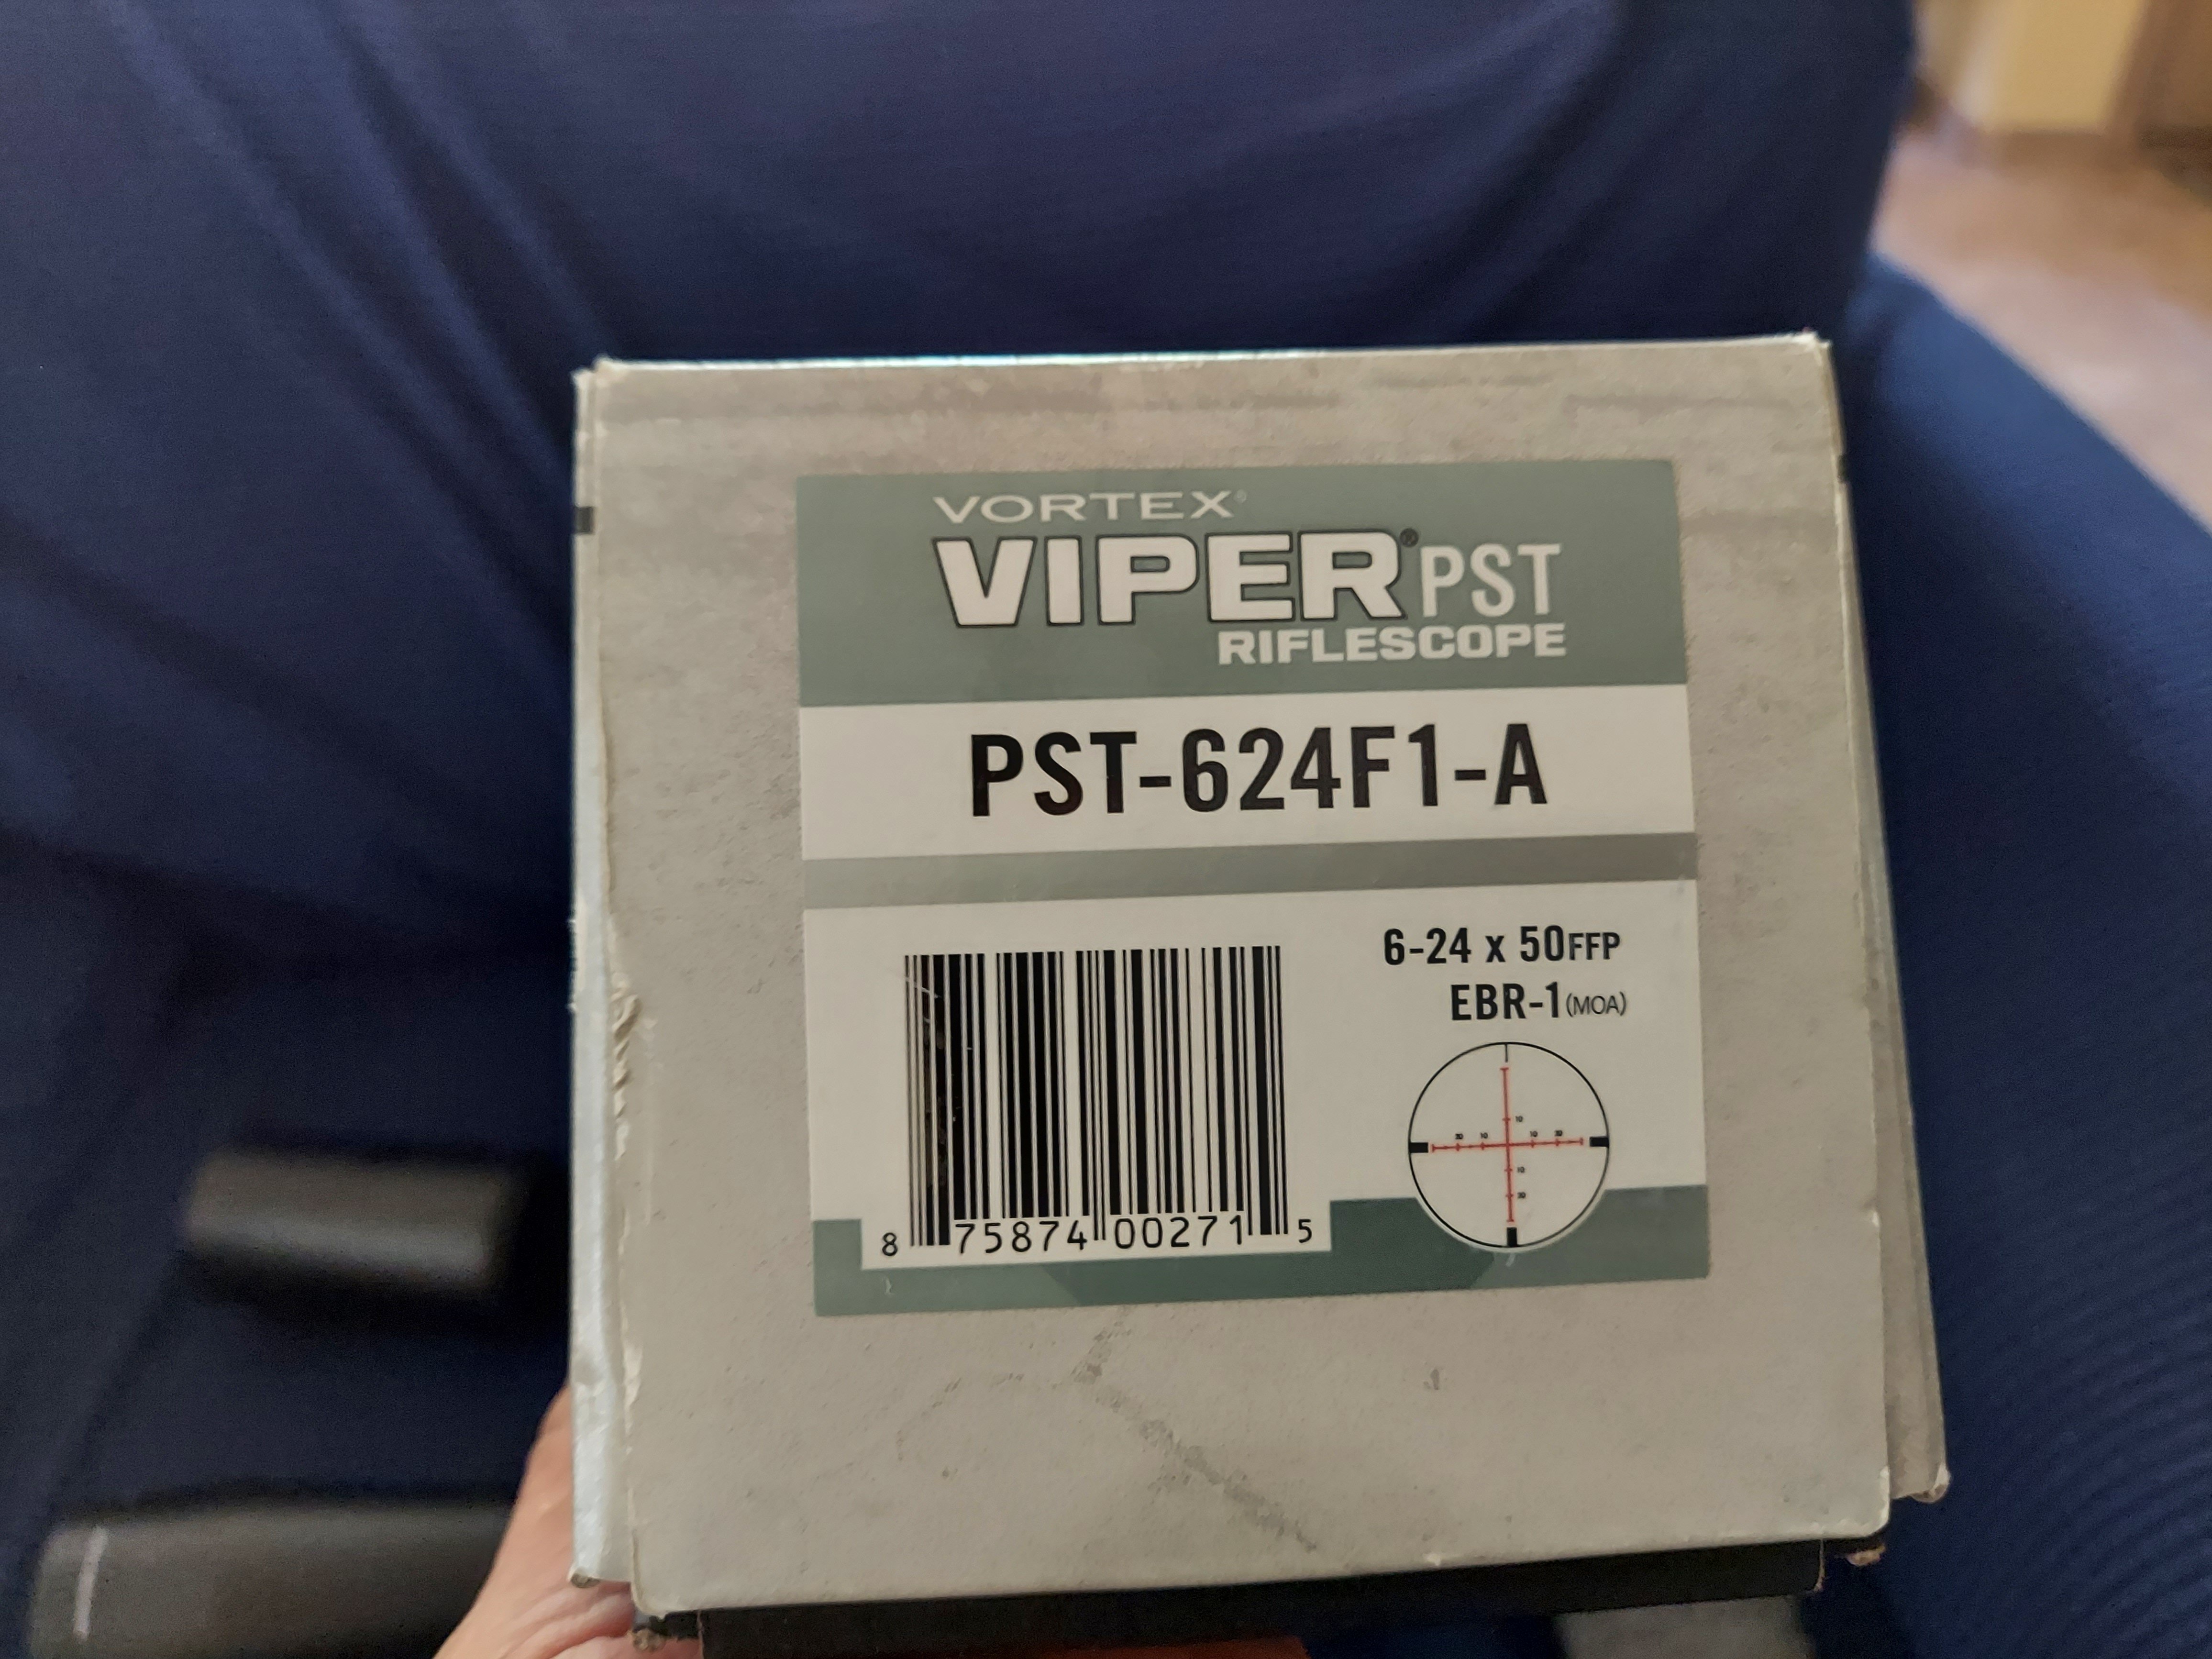 VORTEX®
VIPER® PST
RIFLESCOPE
PST-624F1-A
6-24 x 50FFP
EBR-1(MOA)
8 75874 00271 5